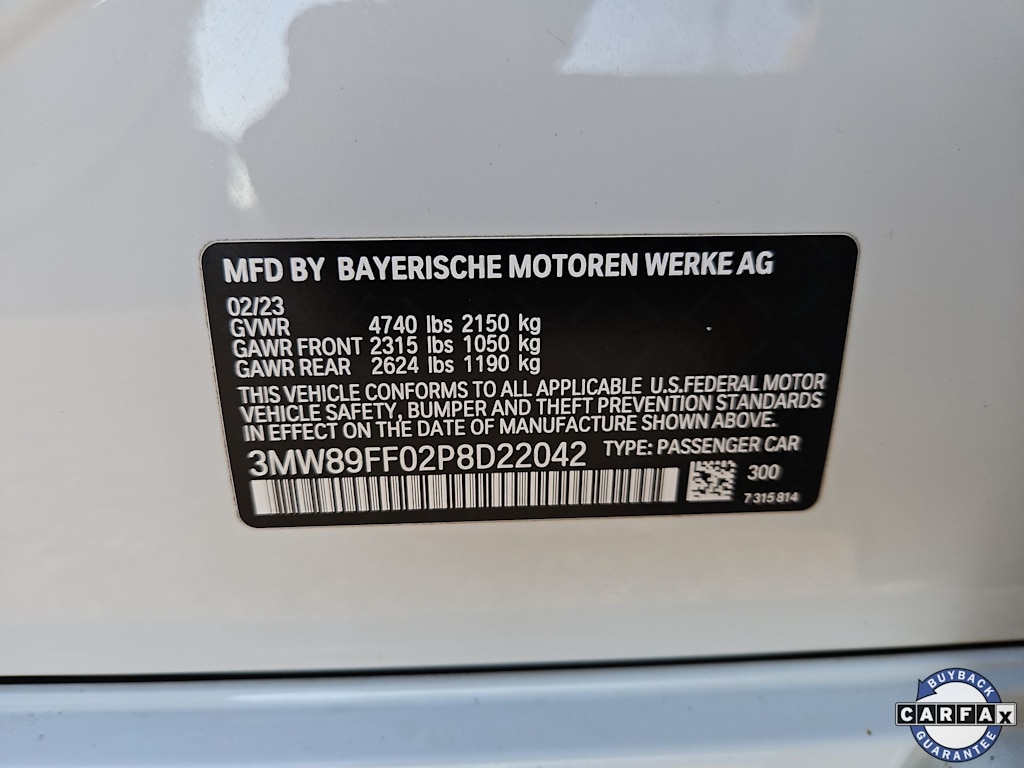 MFD BY BAYERISCHE MOTOREN WERKE AG
02/23
GVWR 4740 lbs 2150 kg
GAWR FRONT 2315 lbs 1050 kg
GAWR REAR 2624 lbs 1190 kg
THIS VEHICLE CONFORMS TO ALL APPLICABLE U.S.FEDERAL MOTOR
VEHICLE SAFETY, BUMPER AND THEFT PREVENTION STANDARDS
IN EFFECT ON THE DATE OF MANUFACTURE SHOWN ABOVE.
3MW89FF02P8D22042 TYPE: PASSENGER CAR
300
7 315 814
BUYBACK
CARFAX
GUARANTEE